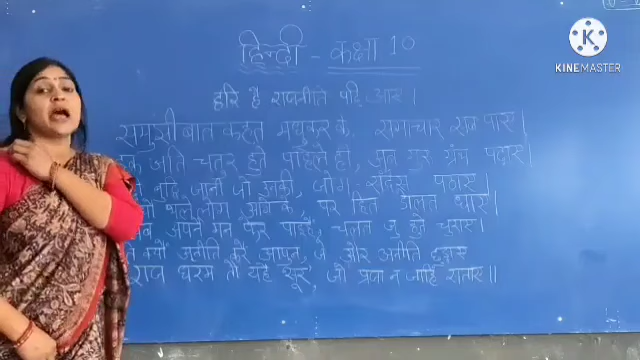 हिन्दी - कक्षा 10
K
KINEMASTER
हरि हैं राजनीति पढ़ि आए।
समुझी बात कहत मधुकर के, समाचार सब पाए।
अति चतुर हुते पहिले ही, गुरु ग्रंथ पढ़ाए।
बढ़ि जानी जो उनकी, जोग संदेस पठाए।
भले लोग आगे के, पर हित डोलत धाए।
अपने मन फेर पाइहैं, चलत जु हुते चुराए।
क्यौं अनीति करैं आपुन, जे और अनीति छुड़ाए
राज धरम तौ यहै सूर, जो प्रजा न जाहिं सताए॥